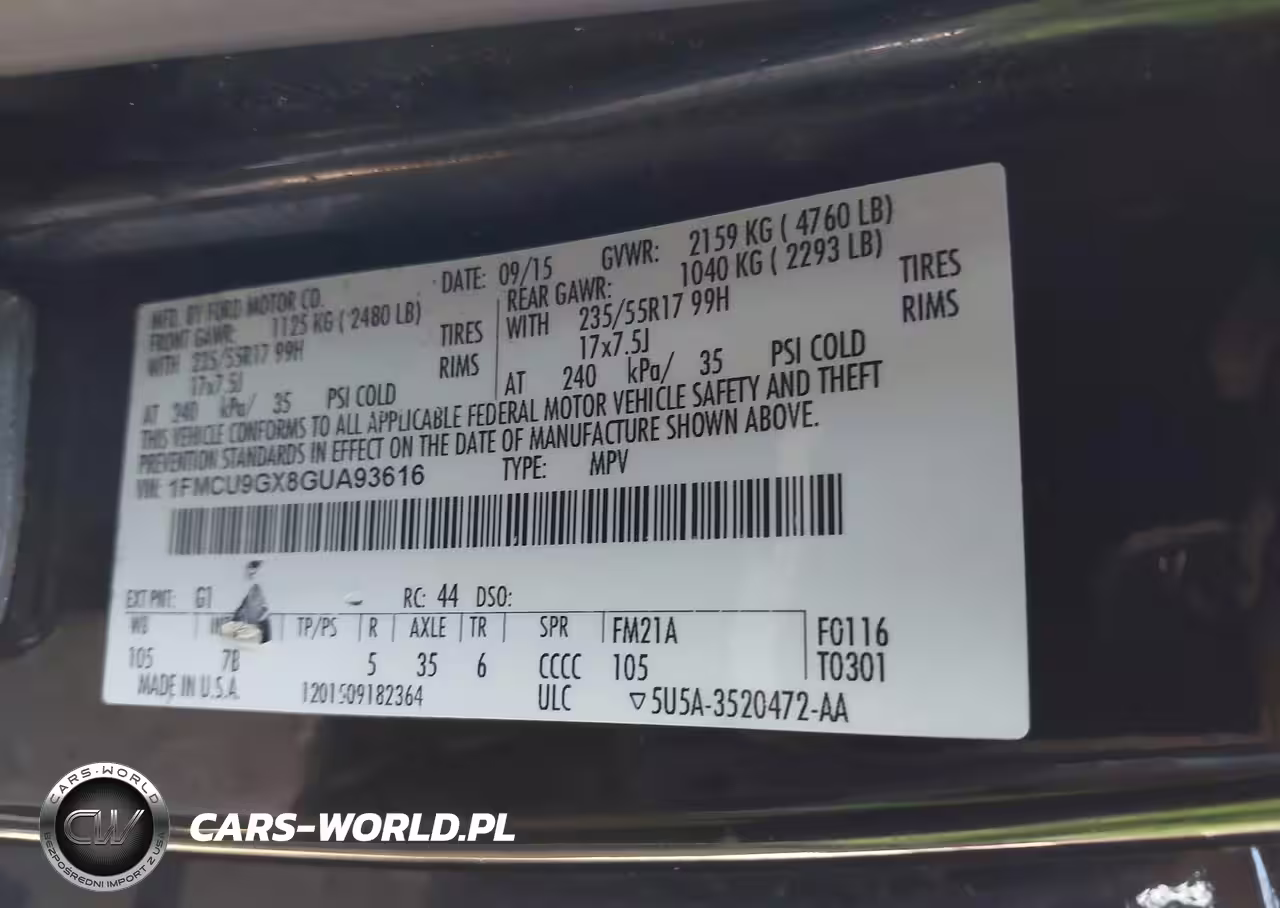 MFD. BY FORD MOTOR CO. DATE: 09/15 GVWR: 2159 KG ( 4760 LB)
FRONT GAWR: 1125 KG ( 2480 LB) REAR GAWR: 1040 KG ( 2293 LB)
WITH 235/55R17 99H TIRES WITH 235/55R17 99H TIRES
17x7.5J RIMS 17x7.5J RIMS
AT 240 kPa/ 35 PSI COLD AT 240 kPa/ 35 PSI COLD
THIS VEHICLE CONFORMS TO ALL APPLICABLE FEDERAL MOTOR VEHICLE SAFETY AND THEFT
PREVENTION STANDARDS IN EFFECT ON THE DATE OF MANUFACTURE SHOWN ABOVE.
VIN: 1FMCU9GX8GUA93616 TYPE: MPV
EXT PNT: G1 RC: 44 DSO:
WB TP/PS R AXLE TR SPR FM21A F0116
105 7B 5 35 6 CCCC 105 T0301
MADE IN U.S.A. 1201509182364 ULC ▽5U5A-3520472-AA
CARS-WORLD
CW
BEZPOŚREDNI IMPORT Z USA
CARS-WORLD.PL